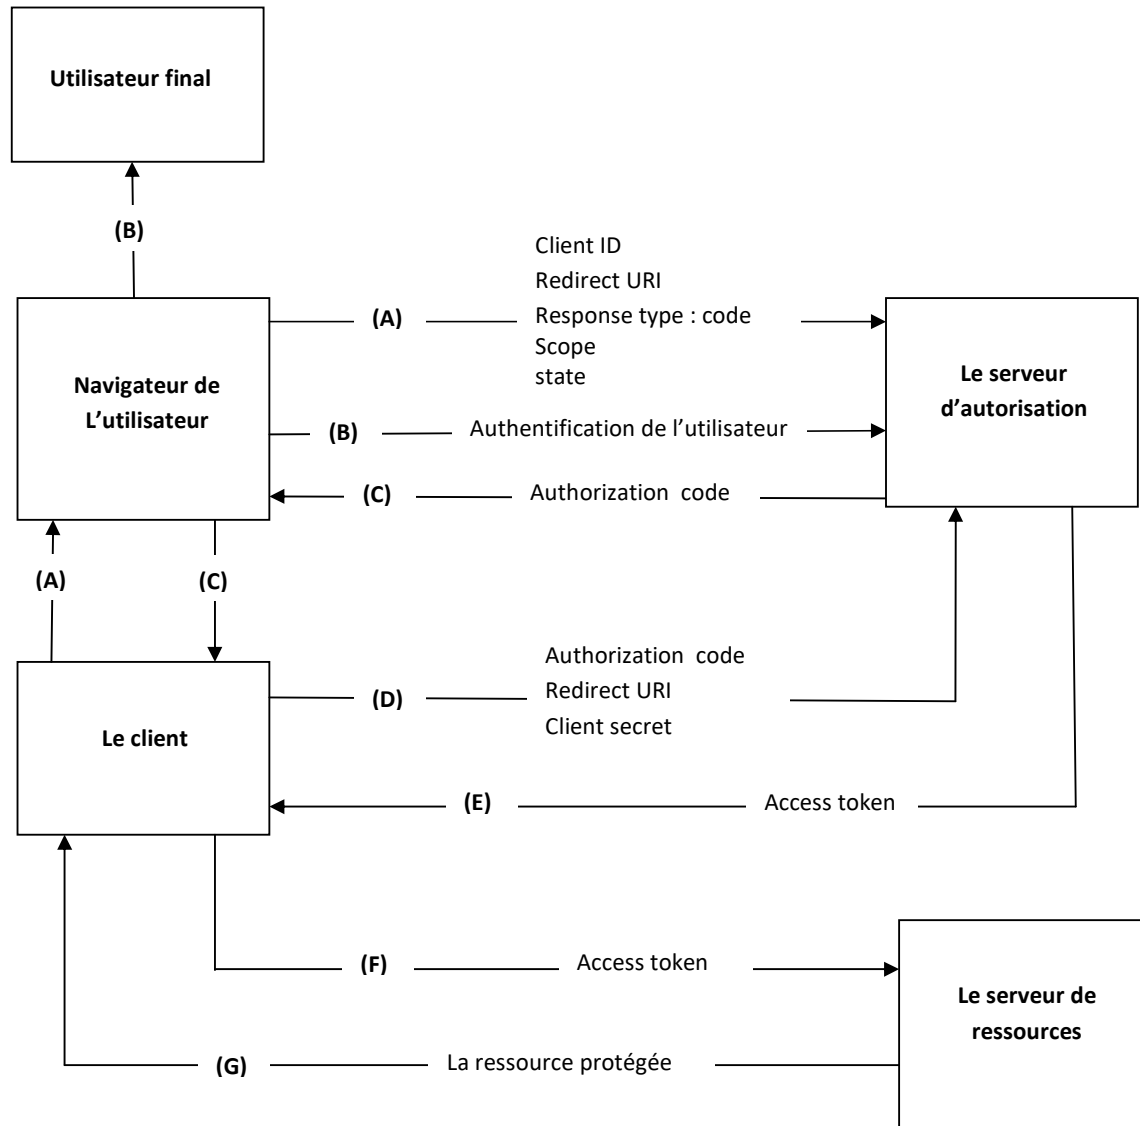 Utilisateur final
(B)
Client ID
Redirect URI
(A)
Response type : code
Scope
state
Navigateur de
L’utilisateur
Le serveur
d’autorisation
(B)
Authentification de l’utilisateur
(C)
Authorization code
(A)
(C)
Authorization code
(D)
Redirect URI
Client secret
Le client
(E)
Access token
(F)
Access token
Le serveur de
ressources
(G)
La ressource protégée